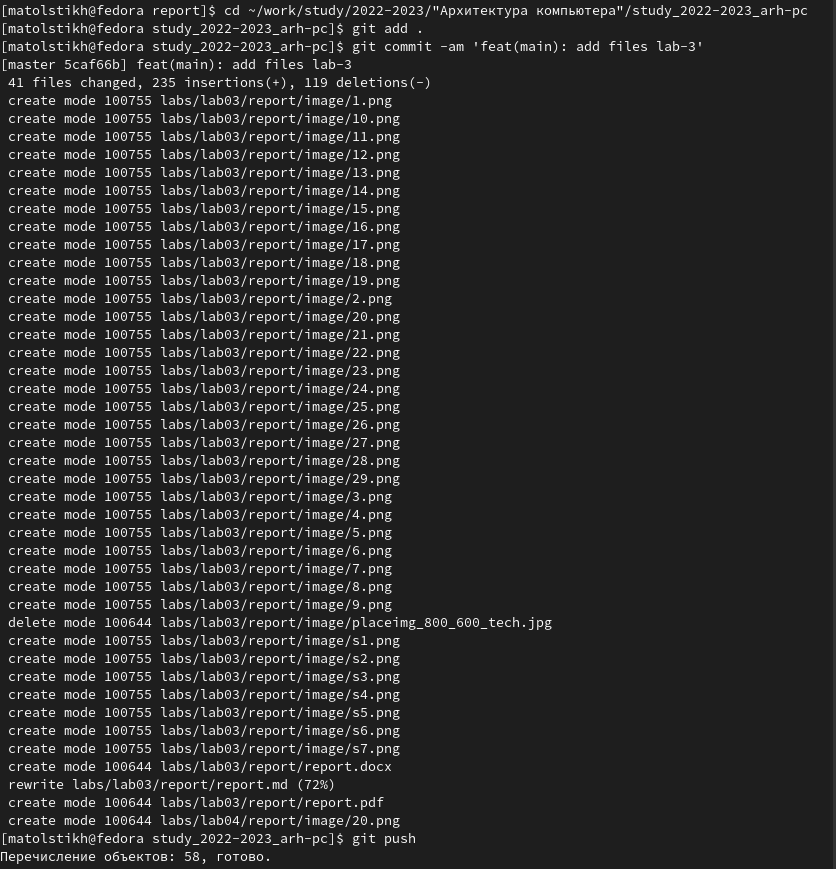 [matolstikh@fedora report]$ cd ~/work/study/2022-2023/"Архитектура компьютера"/study_2022-2023_arh-pc
[matolstikh@fedora study_2022-2023_arh-pc]$ git add .
[matolstikh@fedora study_2022-2023_arh-pc]$ git commit -am 'feat(main): add files lab-3'
[master 5caf66b] feat(main): add files lab-3
 41 files changed, 235 insertions(+), 119 deletions(-)
 create mode 100755 labs/lab03/report/image/1.png
 create mode 100755 labs/lab03/report/image/10.png
 create mode 100755 labs/lab03/report/image/11.png
 create mode 100755 labs/lab03/report/image/12.png
 create mode 100755 labs/lab03/report/image/13.png
 create mode 100755 labs/lab03/report/image/14.png
 create mode 100755 labs/lab03/report/image/15.png
 create mode 100755 labs/lab03/report/image/16.png
 create mode 100755 labs/lab03/report/image/17.png
 create mode 100755 labs/lab03/report/image/18.png
 create mode 100755 labs/lab03/report/image/19.png
 create mode 100755 labs/lab03/report/image/2.png
 create mode 100755 labs/lab03/report/image/20.png
 create mode 100755 labs/lab03/report/image/21.png
 create mode 100755 labs/lab03/report/image/22.png
 create mode 100755 labs/lab03/report/image/23.png
 create mode 100755 labs/lab03/report/image/24.png
 create mode 100755 labs/lab03/report/image/25.png
 create mode 100755 labs/lab03/report/image/26.png
 create mode 100755 labs/lab03/report/image/27.png
 create mode 100755 labs/lab03/report/image/28.png
 create mode 100755 labs/lab03/report/image/29.png
 create mode 100755 labs/lab03/report/image/3.png
 create mode 100755 labs/lab03/report/image/4.png
 create mode 100755 labs/lab03/report/image/5.png
 create mode 100755 labs/lab03/report/image/6.png
 create mode 100755 labs/lab03/report/image/7.png
 create mode 100755 labs/lab03/report/image/8.png
 create mode 100755 labs/lab03/report/image/9.png
 delete mode 100644 labs/lab03/report/image/placeimg_800_600_tech.jpg
 create mode 100755 labs/lab03/report/image/s1.png
 create mode 100755 labs/lab03/report/image/s2.png
 create mode 100755 labs/lab03/report/image/s3.png
 create mode 100755 labs/lab03/report/image/s4.png
 create mode 100755 labs/lab03/report/image/s5.png
 create mode 100755 labs/lab03/report/image/s6.png
 create mode 100755 labs/lab03/report/image/s7.png
 create mode 100644 labs/lab03/report/report.docx
 rewrite labs/lab03/report/report.md (72%)
 create mode 100644 labs/lab03/report/report.pdf
 create mode 100644 labs/lab04/report/image/20.png
[matolstikh@fedora study_2022-2023_arh-pc]$ git push
Перечисление объектов: 58, готово.